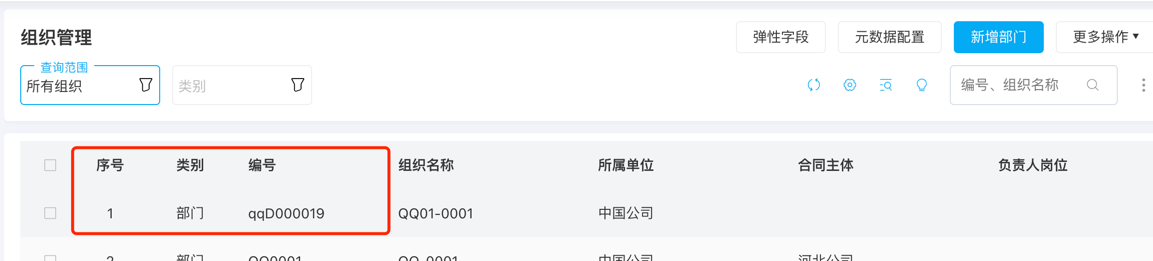 组织管理
弹性字段 元数据配置 新增部门 更多操作▼
查询范围
所有组织 类别 编号、组织名称
序号 类别 编号 组织名称 所属单位 合同主体 负责人岗位
1 部门 qqD000019 QQ01-0001 中国公司
2 部门 QQ0001 QQ-0001 中国公司 河北公司